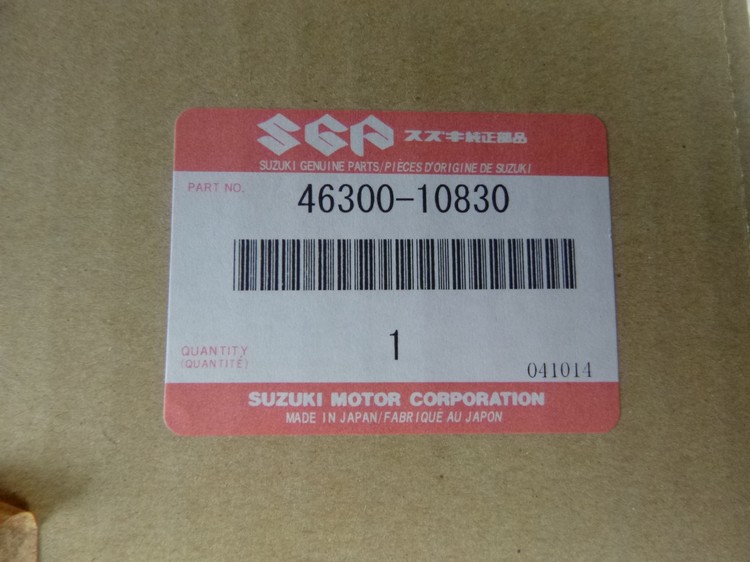 SGP スズキ純正部品
SUZUKI GENUINE PARTS/PIÈCES D'ORIGINE DE SUZUKI
PART NO. 46300-10830
QUANTITY 1
(QUANTITÉ)
041014
SUZUKI MOTOR CORPORATION
MADE IN JAPAN/FABRIQUÉ AU JAPON